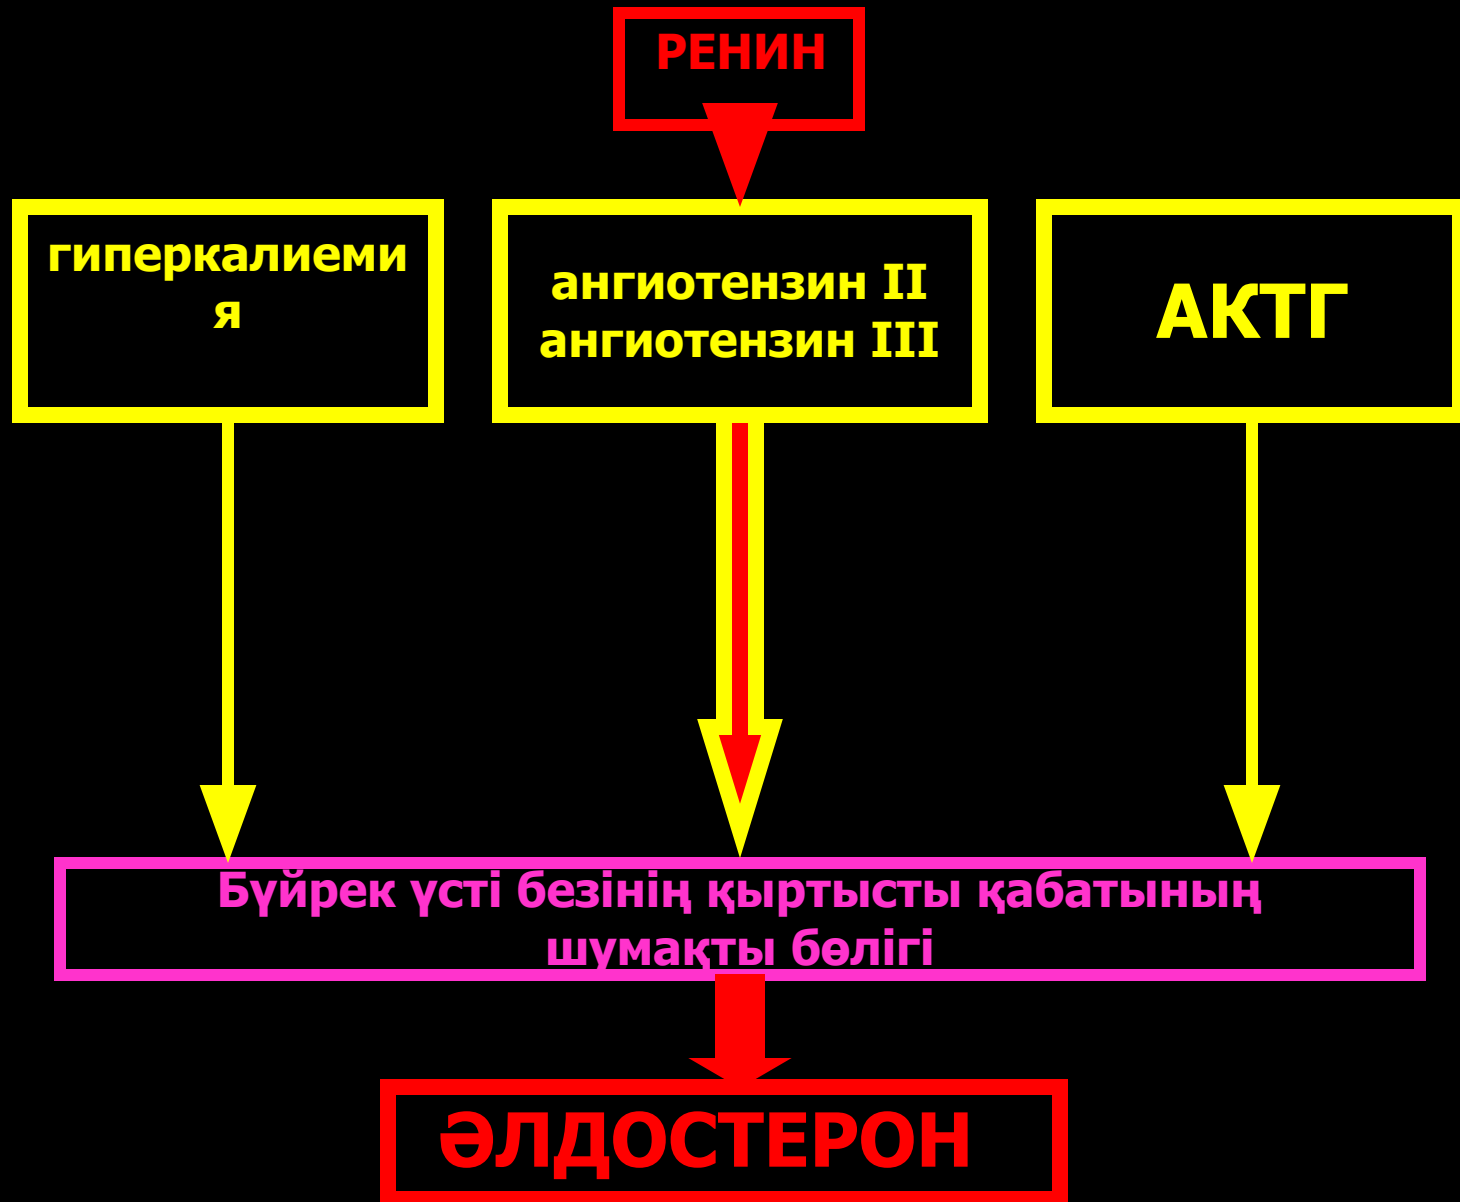 РЕНИН
гиперкалиеми
я
ангиотензин II
ангиотензин III
АКТГ
Бүйрек үсті безінің қыртысты қабатының
шумақты бөлігі
ӘЛДОСТЕРОН